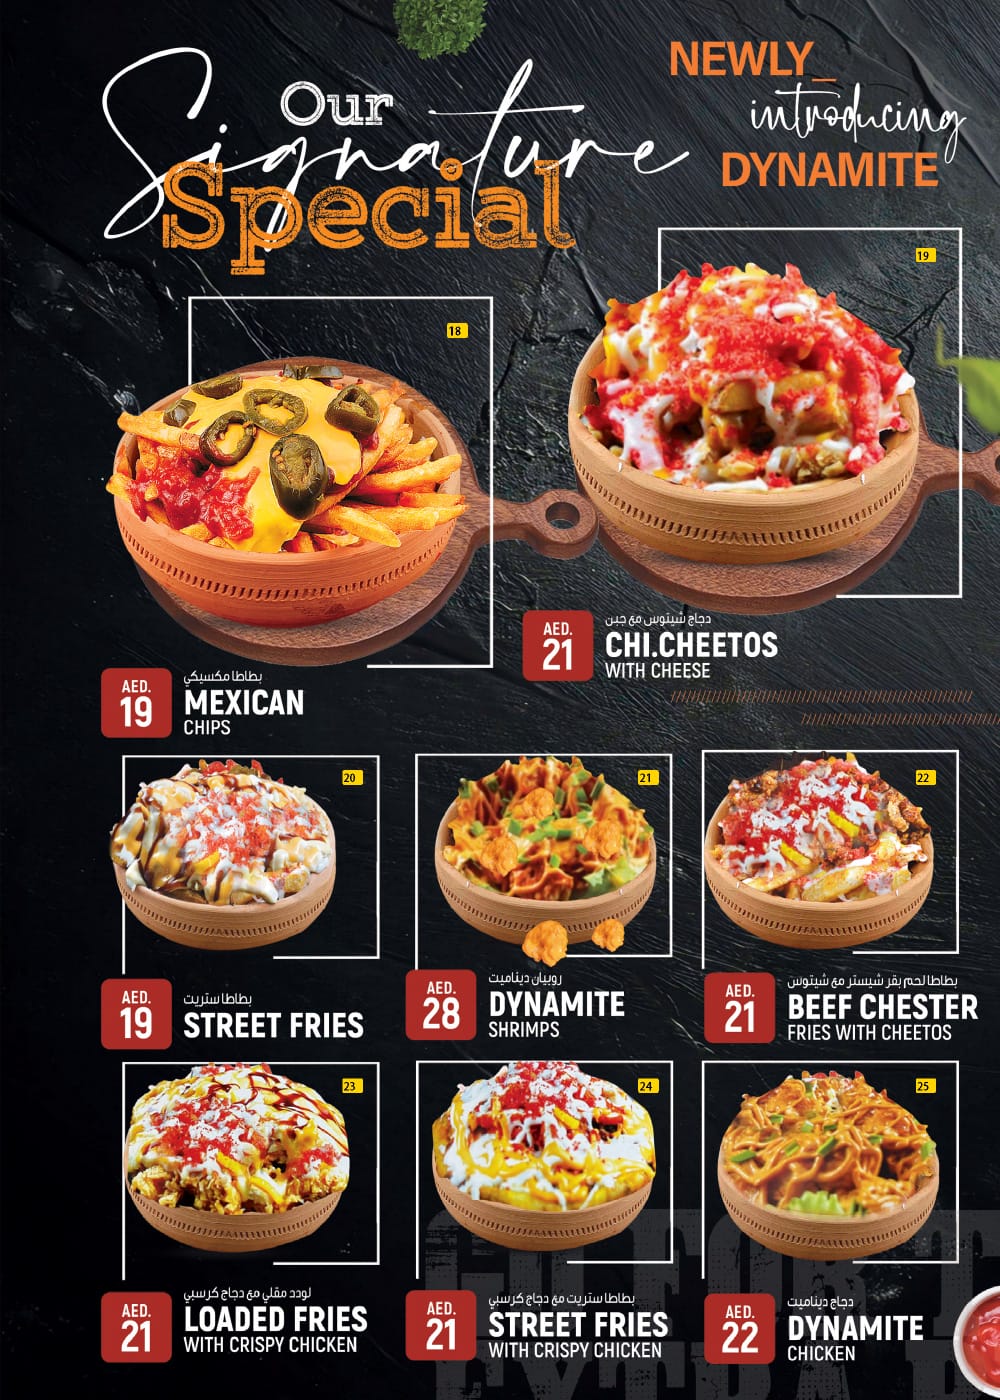 Our
Signature
Special
NEWLY_
introducing
DYNAMITE
18
19
AED.
19
بطاطا مكسيكي
MEXICAN
CHIPS
AED.
21
دجاج شيتوس مع جبن
CHI.CHEETOS
WITH CHEESE
20
21
22
AED.
19
بطاطا ستريت
STREET FRIES
AED.
28
روبيان ديناميت
DYNAMITE
SHRIMPS
AED.
21
بطاطا لحم بقر شيستر مع شيتوس
BEEF CHESTER
FRIES WITH CHEETOS
23
24
25
AED.
21
لودد مقلي مع دجاج كرسبي
LOADED FRIES
WITH CRISPY CHICKEN
AED.
21
بطاطا ستريت مع دجاج كرسبي
STREET FRIES
WITH CRISPY CHICKEN
AED.
22
دجاج ديناميت
DYNAMITE
CHICKEN